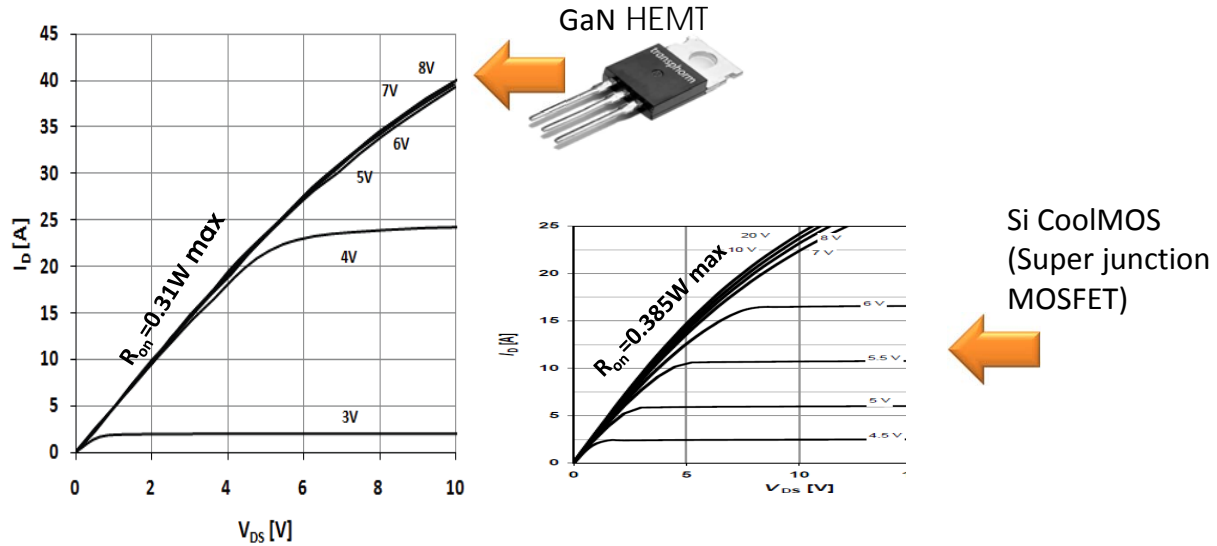 GaN HEMT
transphorm
I_D [A]
40
35
30
25
20
15
10
5
0
8V
7V
6V
5V
4V
3V
R_on=0.31W max
0
2
4
6
8
10
V_DS [V]
Si CoolMOS
(Super junction
MOSFET)
I_D [A]
25
20
15
10
5
0
20 V
10 V
8 V
7 V
6 V
5.5 V
5 V
4.5 V
R_on=0.385W max
0
5
10
V_DS [V]